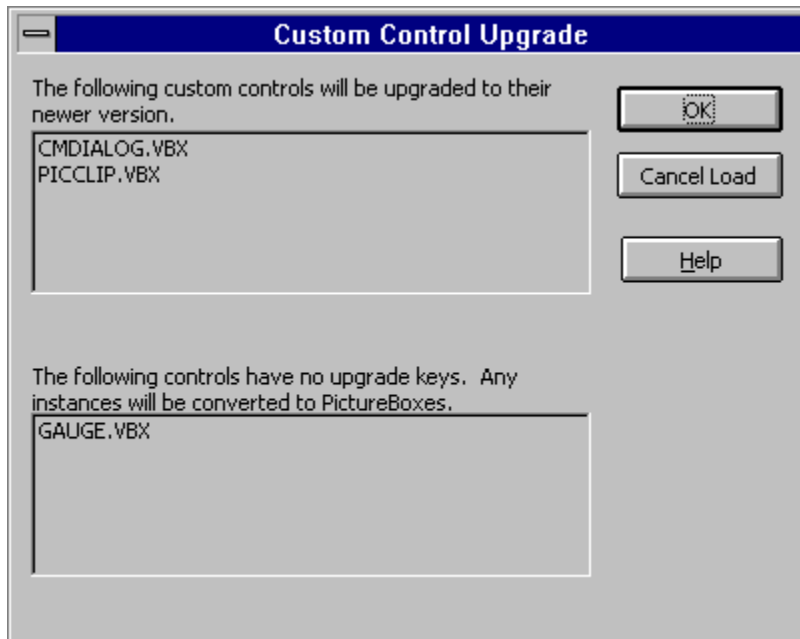 Custom Control Upgrade
The following custom controls will be upgraded to their
newer version.
CMDIALOG.VBX
PICCLIP.VBX
OK
Cancel Load
Help
The following controls have no upgrade keys.  Any
instances will be converted to PictureBoxes.
GAUGE.VBX